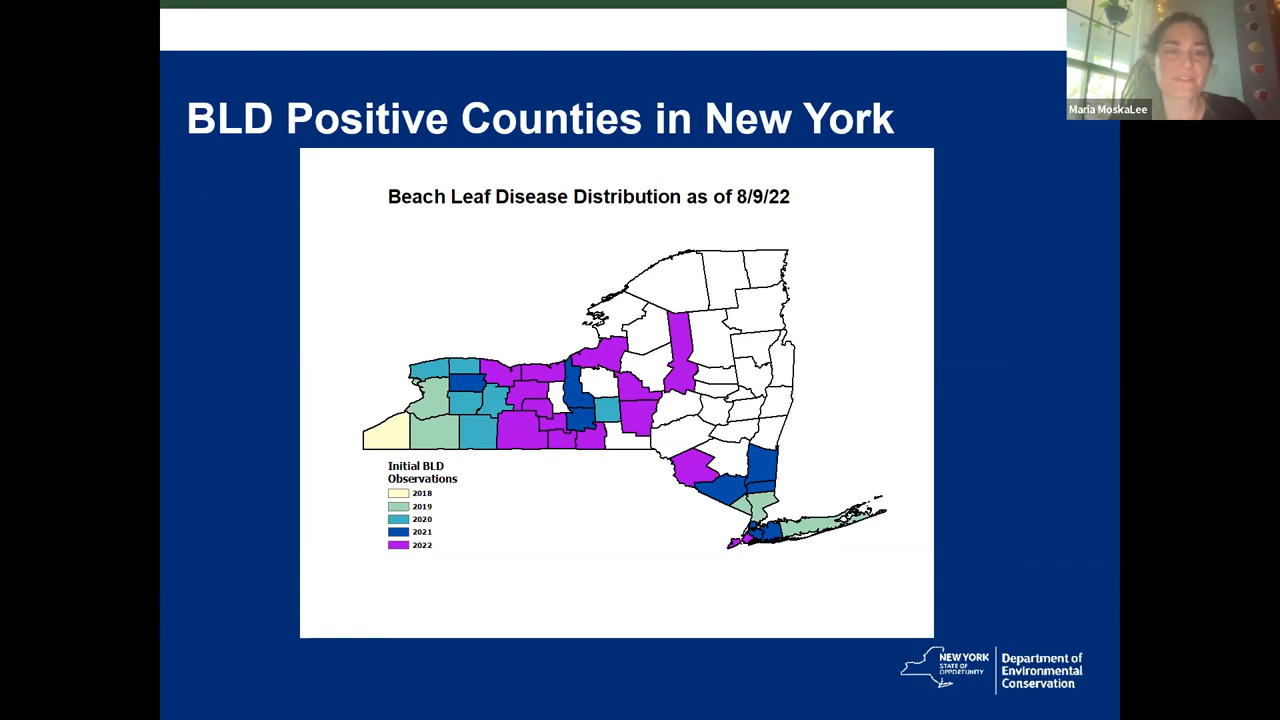 Maria MoskaLee
BLD Positive Counties in New York
Beach Leaf Disease Distribution as of 8/9/22
Initial BLD
Observations
2018
2019
2020
2021
2022
NEW YORK
STATE OF
OPPORTUNITY
Department of
Environmental
Conservation